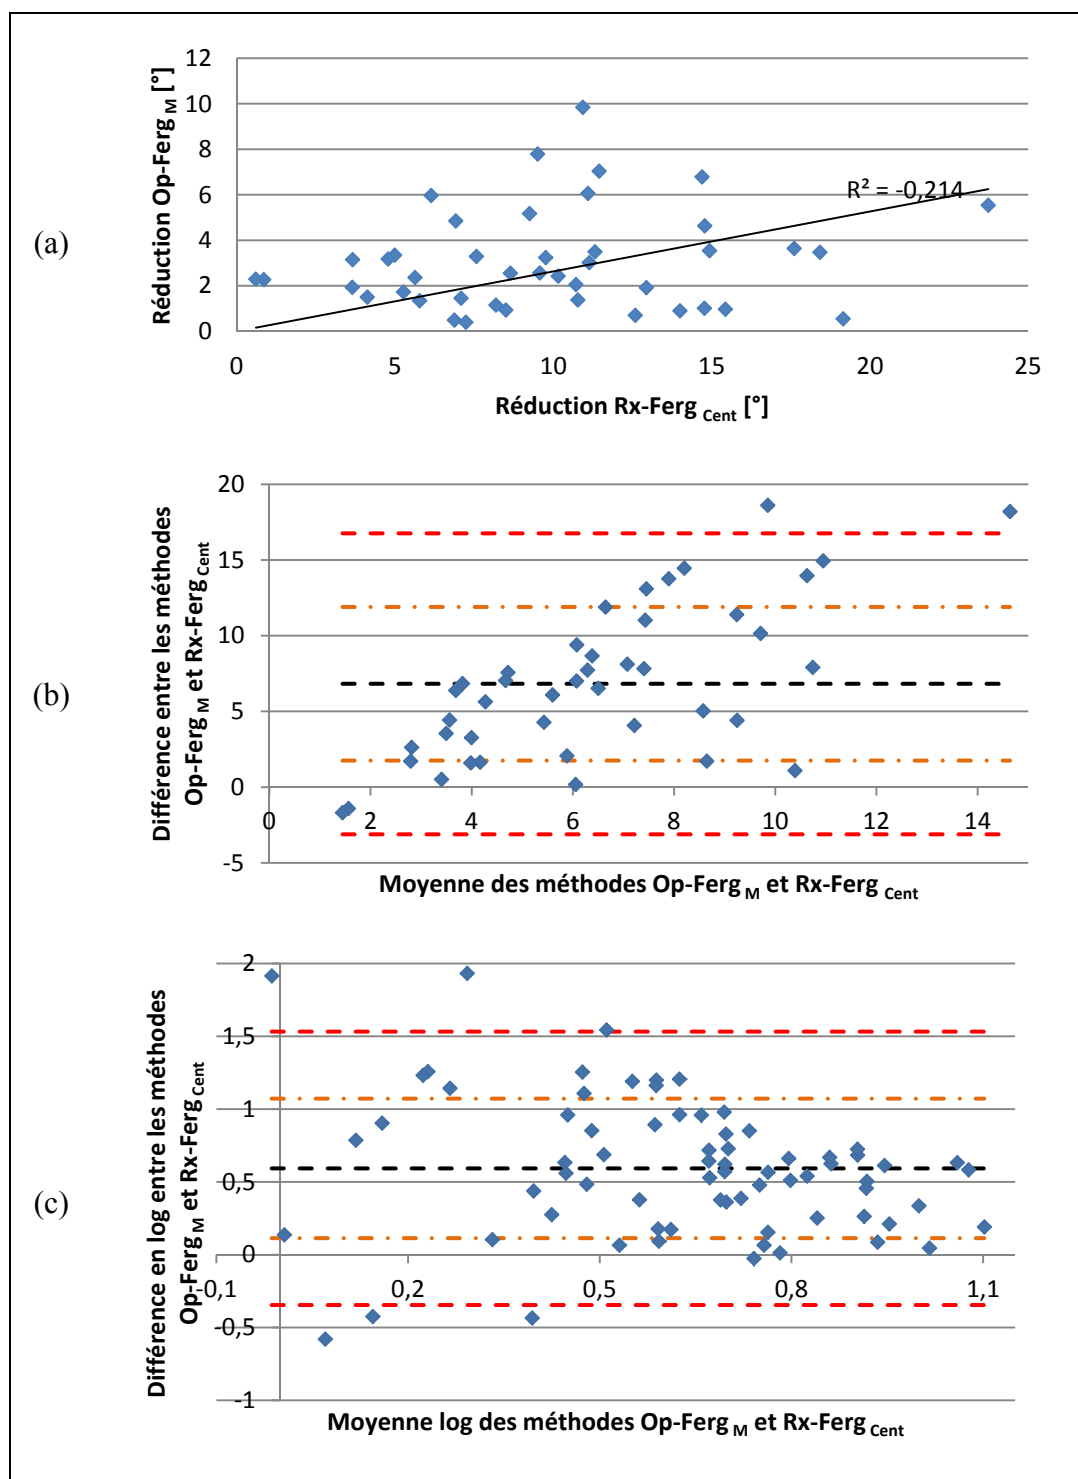 (a)
Réduction Op-Ferg M [°]
12
10
8
6
4
2
0
R² = -0,214
0 5 10 15 20 25
Réduction Rx-Ferg Cent [°]
(b)
Différence entre les méthodes
Op-Ferg M et Rx-Ferg Cent
20
15
10
5
0
-5
0 2 4 6 8 10 12 14
Moyenne des méthodes Op-Ferg M et Rx-Ferg Cent
(c)
Différence en log entre les méthodes
Op-Ferg M et Rx-Ferg Cent
2
1,5
1
0,5
0
-0,5
-1
-0,1 0,2 0,5 0,8 1,1
Moyenne log des méthodes Op-Ferg M et Rx-Ferg Cent